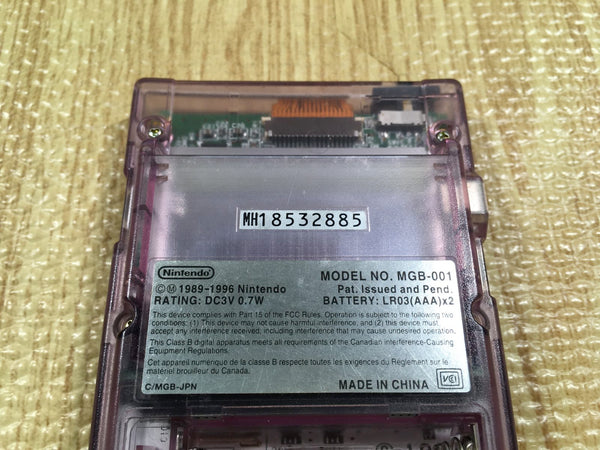 MH18532885
Nintendo
©Ⓜ 1989-1996 Nintendo
RATING: DC3V 0.7W
MODEL NO. MGB-001
Pat. Issued and Pend.
BATTERY: LR03(AAA)x2
This device complies with Part 15 of the FCC Rules. Operation is subject to the following two
conditions: (1) This device may not cause harmful interference, and (2) this device must
accept any interference received, including interference that may cause undesired operation.
This Class B digital apparatus meets all requirements of the Canadian Interference-Causing
Equipment Regulations.
Cet appareil numérique de la classe B respecte toutes les exigences du Règlement sur le
matériel brouilleur du Canada.
C/MGB-JPN
MADE IN CHINA